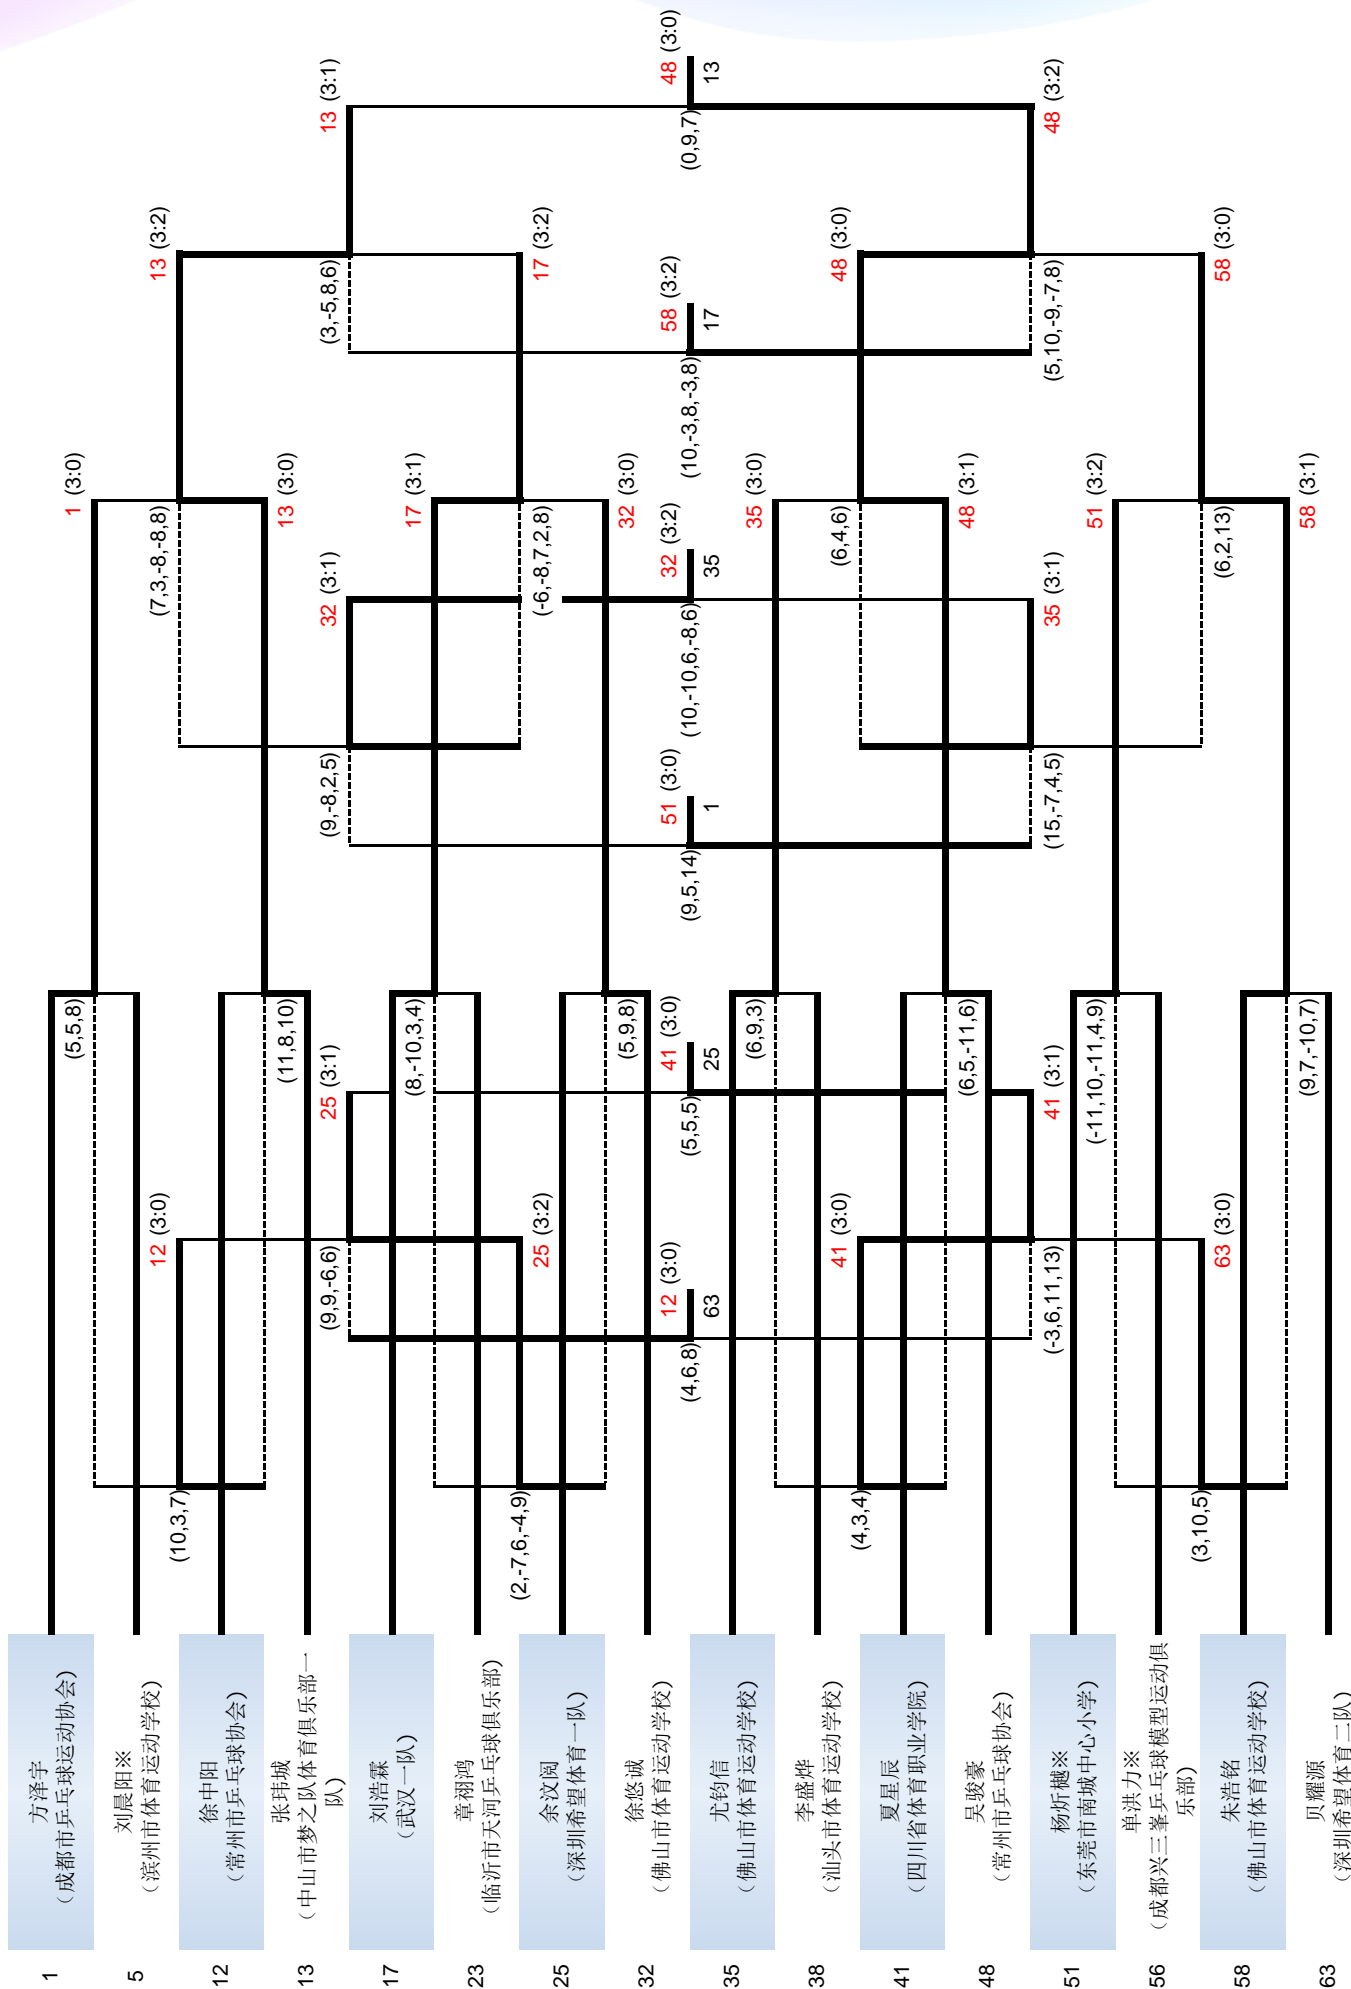 1
方泽宇
（成都市乒乓球运动协会）
5
刘晨阳※
（滨州市体育运动学校）
12
徐中阳
（常州市乒乓球协会）
13
张玮城
（中山市梦之队体育俱乐部一
队）
17
刘浩霖
（武汉一队）
23
章栩鸿
（临沂市天河乒乓球俱乐部）
25
余汶阅
（深圳希望体育一队）
32
徐悠诚
（佛山市体育运动学校）
35
尤钧信
（佛山市体育运动学校）
38
李盛烨
（汕头市体育运动学校）
41
夏星辰
（四川省体育职业学院）
48
吴骏豪
（常州市乒乓球协会）
51
杨炘樾※
（东莞市南城中心小学）
56
单洪力※
（成都兴三峯乒乓球模型运动俱
乐部）
58
朱浩铭
（佛山市体育运动学校）
63
贝耀源
（深圳希望体育二队）
(5,5,8)
(11,8,10)
(8,-10,3,4)
(5,9,8)
(6,9,3)
(6,5,-11,6)
(-11,10,-11,4,9)
(9,7,-10,7)
1 (3:0)
13 (3:0)
17 (3:1)
32 (3:0)
35 (3:0)
48 (3:1)
51 (3:2)
58 (3:1)
(7,3,-8,-8,8)
(-6,-8,7,2,8)
(6,4,6)
(6,2,13)
13 (3:2)
17 (3:2)
48 (3:0)
58 (3:0)
(3,-5,8,6)
(5,10,-9,-7,8)
13 (3:1)
48 (3:2)
(0,9,7)
48 (3:0)
13
(10,-3,8,-3,8)
58 (3:2)
17
(9,-8,2,5)
(15,-7,4,5)
32 (3:1)
35 (3:1)
(10,-10,6,-8,6)
32 (3:2)
35
(9,5,14)
51 (3:0)
1
(10,3,7)
(2,-7,6,-4,9)
(4,3,4)
(3,10,5)
12 (3:0)
25 (3:2)
41 (3:0)
63 (3:0)
(9,9,-6,6)
(-3,6,11,13)
25 (3:1)
41 (3:1)
(5,5,5)
41 (3:0)
25
(4,6,8)
12 (3:0)
63